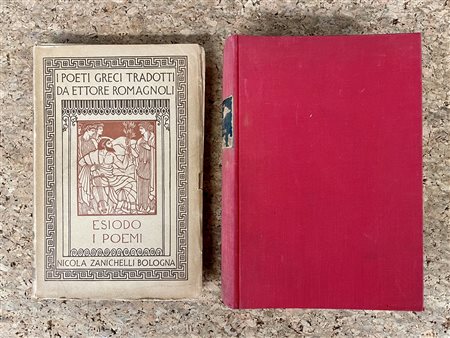 I POETI GRECI TRADOTTI
DA ETTORE ROMAGNOLI
ESIODO
I POEMI
NICOLA ZANICHELLI BOLOGNA